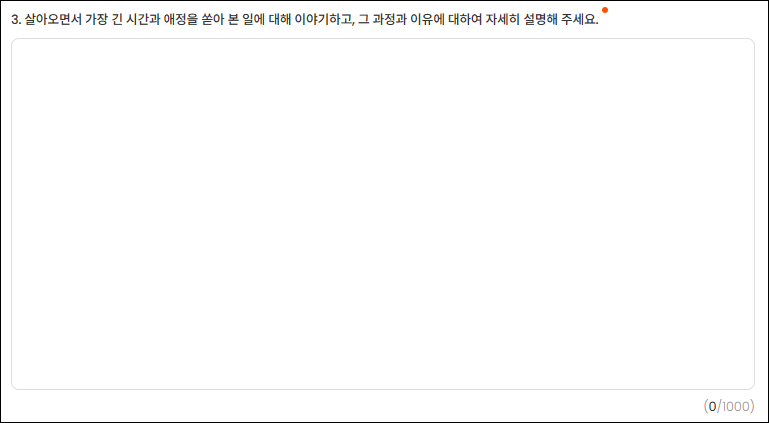 3. 살아오면서 가장 긴 시간과 애정을 쏟아 본 일에 대해 이야기하고, 그 과정과 이유에 대하여 자세히 설명해 주세요.
(0/1000)